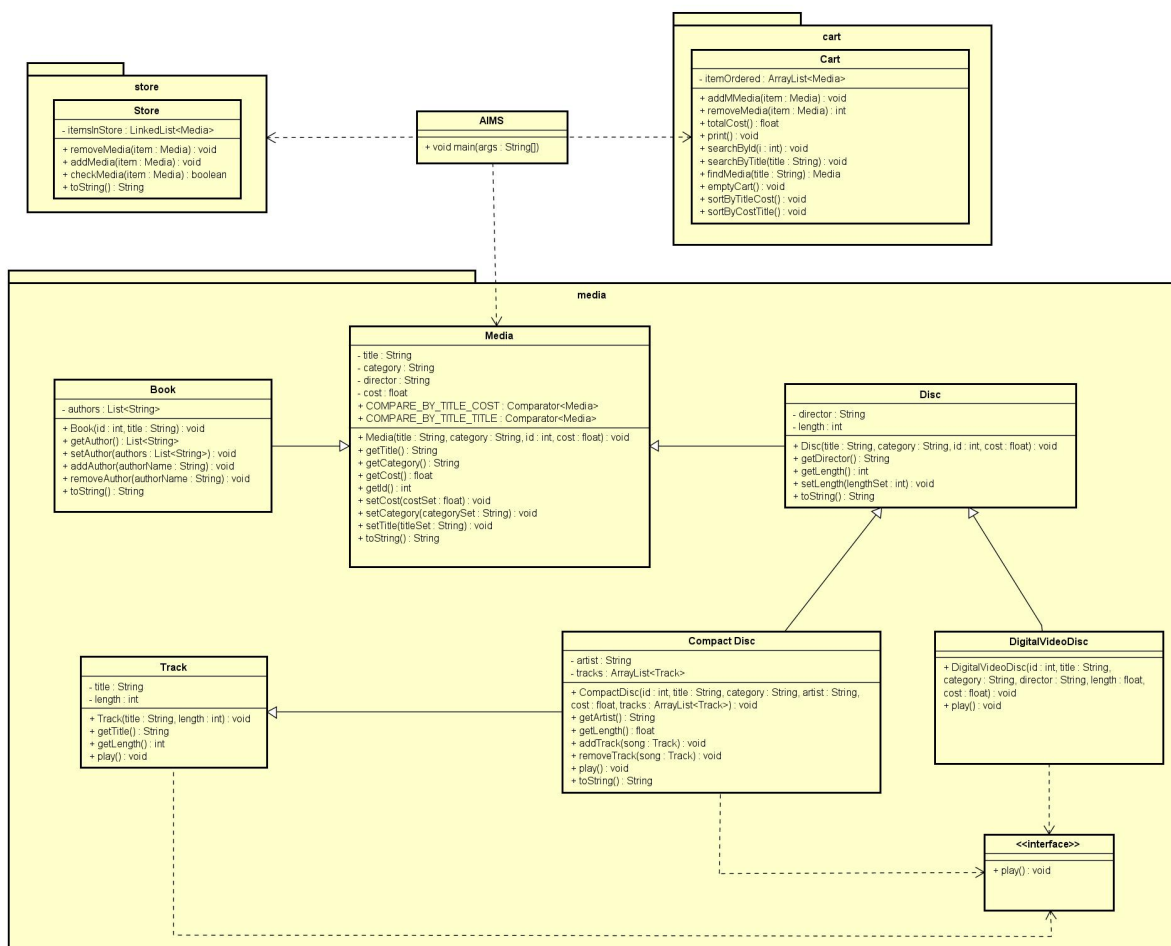 cart
Cart
- itemOrdered : ArrayList<Media>
+ addMMedia(item : Media) : void
+ removeMedia(item : Media) : int
+ totalCost() : float
+ print() : void
+ searchById(i : int) : void
+ searchByTitle(title : String) : void
+ findMedia(title : String) : Media
+ emptyCart() : void
+ sortByTitleCost() : void
+ sortByCostTitle() : void
store
Store
- itemsInStore : LinkedList<Media>
+ removeMedia(item : Media) : void
+ addMedia(item : Media) : void
+ checkMedia(item : Media) : boolean
+ toString() : String
AIMS
+ void main(args : String[])
media
Media
- title : String
- category : String
- director : String
- cost : float
+ COMPARE_BY_TITLE_COST : Comparator<Media>
+ COMPARE_BY_TITLE_TITLE : Comparator<Media>
+ Media(title : String, category : String, id : int, cost : float) : void
+ getTitle() : String
+ getCategory() : String
+ getCost() : float
+ getId() : int
+ setCost(costSet : float) : void
+ setCategory(categorySet : String) : void
+ setTitle(titleSet : String) : void
+ toString() : String
Book
- authors : List<String>
+ Book(id : int, title : String) : void
+ getAuthor() : List<String>
+ setAuthor(authors : List<String>) : void
+ addAuthor(authorName : String) : void
+ removeAuthor(authorName : String) : void
+ toString() : String
Disc
- director : String
- length : int
+ Disc(title : String, category : String, id : int, cost : float) : void
+ getDirector() : String
+ getLength() : int
+ setLength(lengthSet : int) : void
+ toString() : String
Track
- title : String
- length : int
+ Track(title : String, length : int) : void
+ getTitle() : String
+ getLength() : int
+ play() : void
Compact Disc
- artist : String
- tracks : ArrayList<Track>
+ CompactDisc(id : int, title : String, category : String, artist : String,
cost : float, tracks : ArrayList<Track>) : void
+ getArtist() : String
+ getLength() : float
+ addTrack(song : Track) : void
+ removeTrack(song : Track) : void
+ play() : void
+ toString() : String
DigitalVideoDisc
+ DigitalVideoDisc(id : int, title : String,
category : String, director : String, length : float,
cost : float) : void
+ play() : void
<<interface>>
+ play() : void